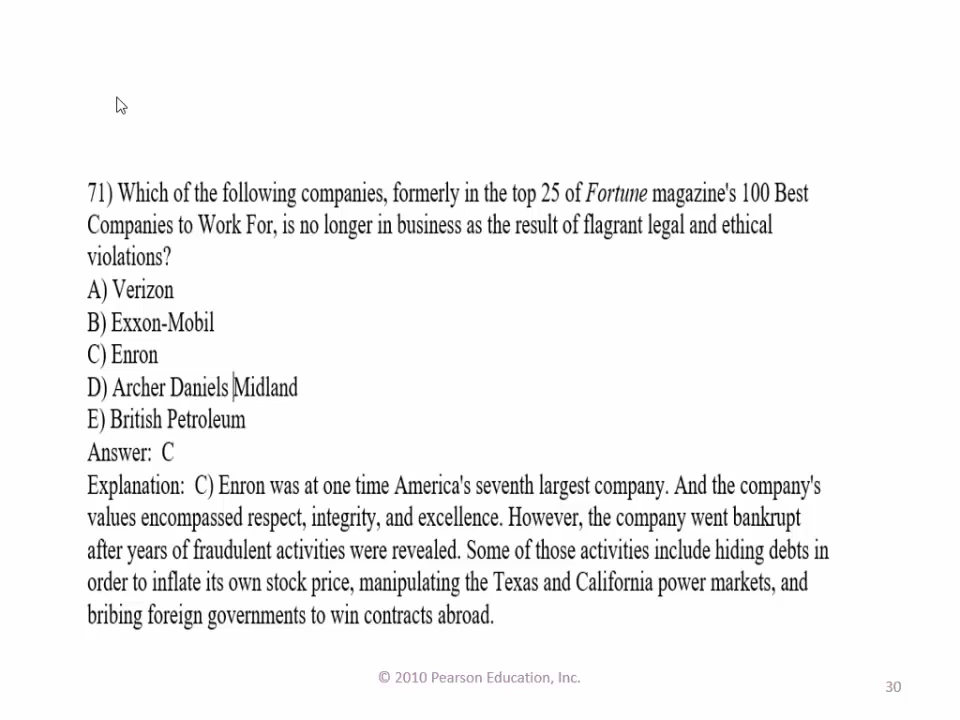 71) Which of the following companies, formerly in the top 25 of Fortune magazine's 100 Best
Companies to Work For, is no longer in business as the result of flagrant legal and ethical
violations?
A) Verizon
B) Exxon-Mobil
C) Enron
D) Archer Daniels Midland
E) British Petroleum
Answer: C
Explanation: C) Enron was at one time America's seventh largest company. And the company's
values encompassed respect, integrity, and excellence. However, the company went bankrupt
after years of fraudulent activities were revealed. Some of those activities include hiding debts in
order to inflate its own stock price, manipulating the Texas and California power markets, and
bribing foreign governments to win contracts abroad.
© 2010 Pearson Education, Inc.
30